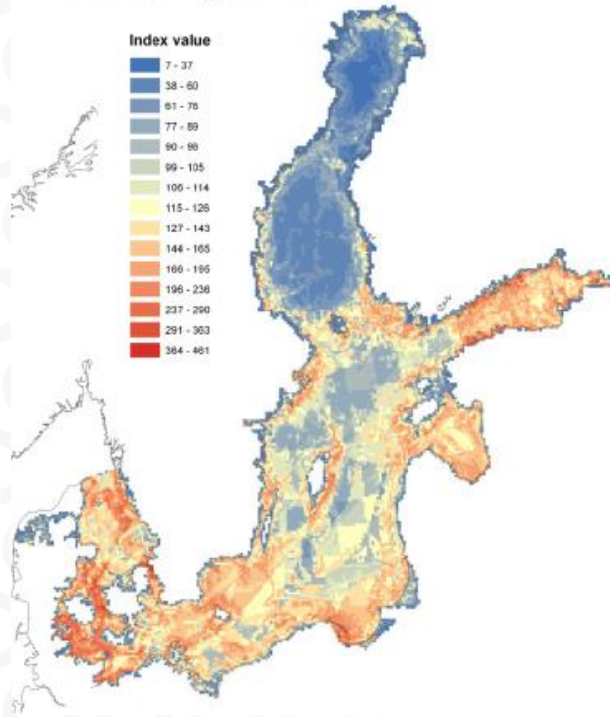 Index value
7 - 37
38 - 60
61 - 76
77 - 89
90 - 98
99 - 105
106 - 114
115 - 126
127 - 143
144 - 165
166 - 195
196 - 236
237 - 290
291 - 363
364 - 461